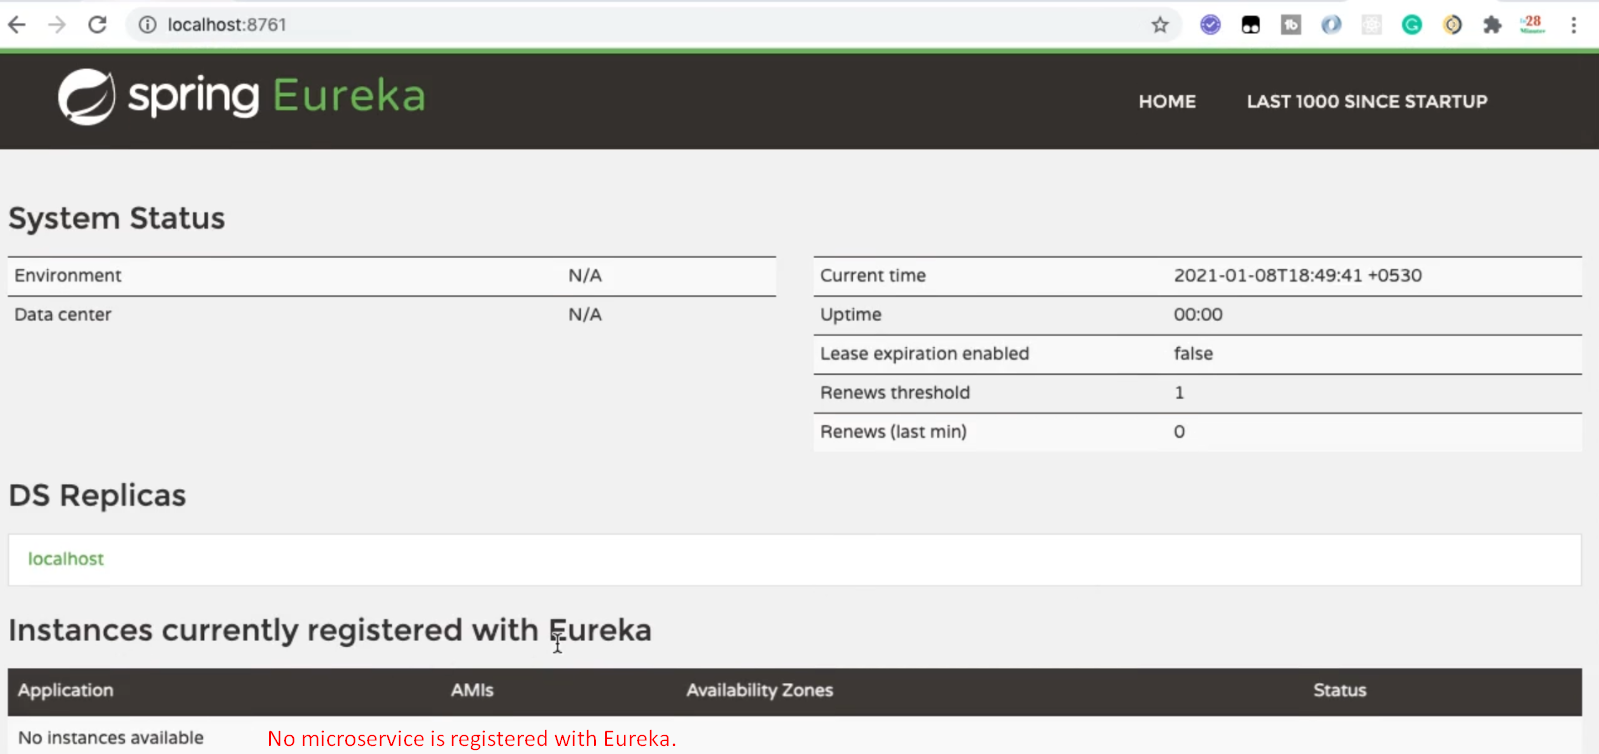 localhost:8761
28
Minutes
spring Eureka
HOME LAST 1000 SINCE STARTUP
System Status
Environment N/A
Data center N/A
Current time 2021-01-08T18:49:41 +0530
Uptime 00:00
Lease expiration enabled false
Renews threshold 1
Renews (last min) 0
DS Replicas
localhost
Instances currently registered with Eureka
Application AMIs Availability Zones Status
No instances available No microservice is registered with Eureka.